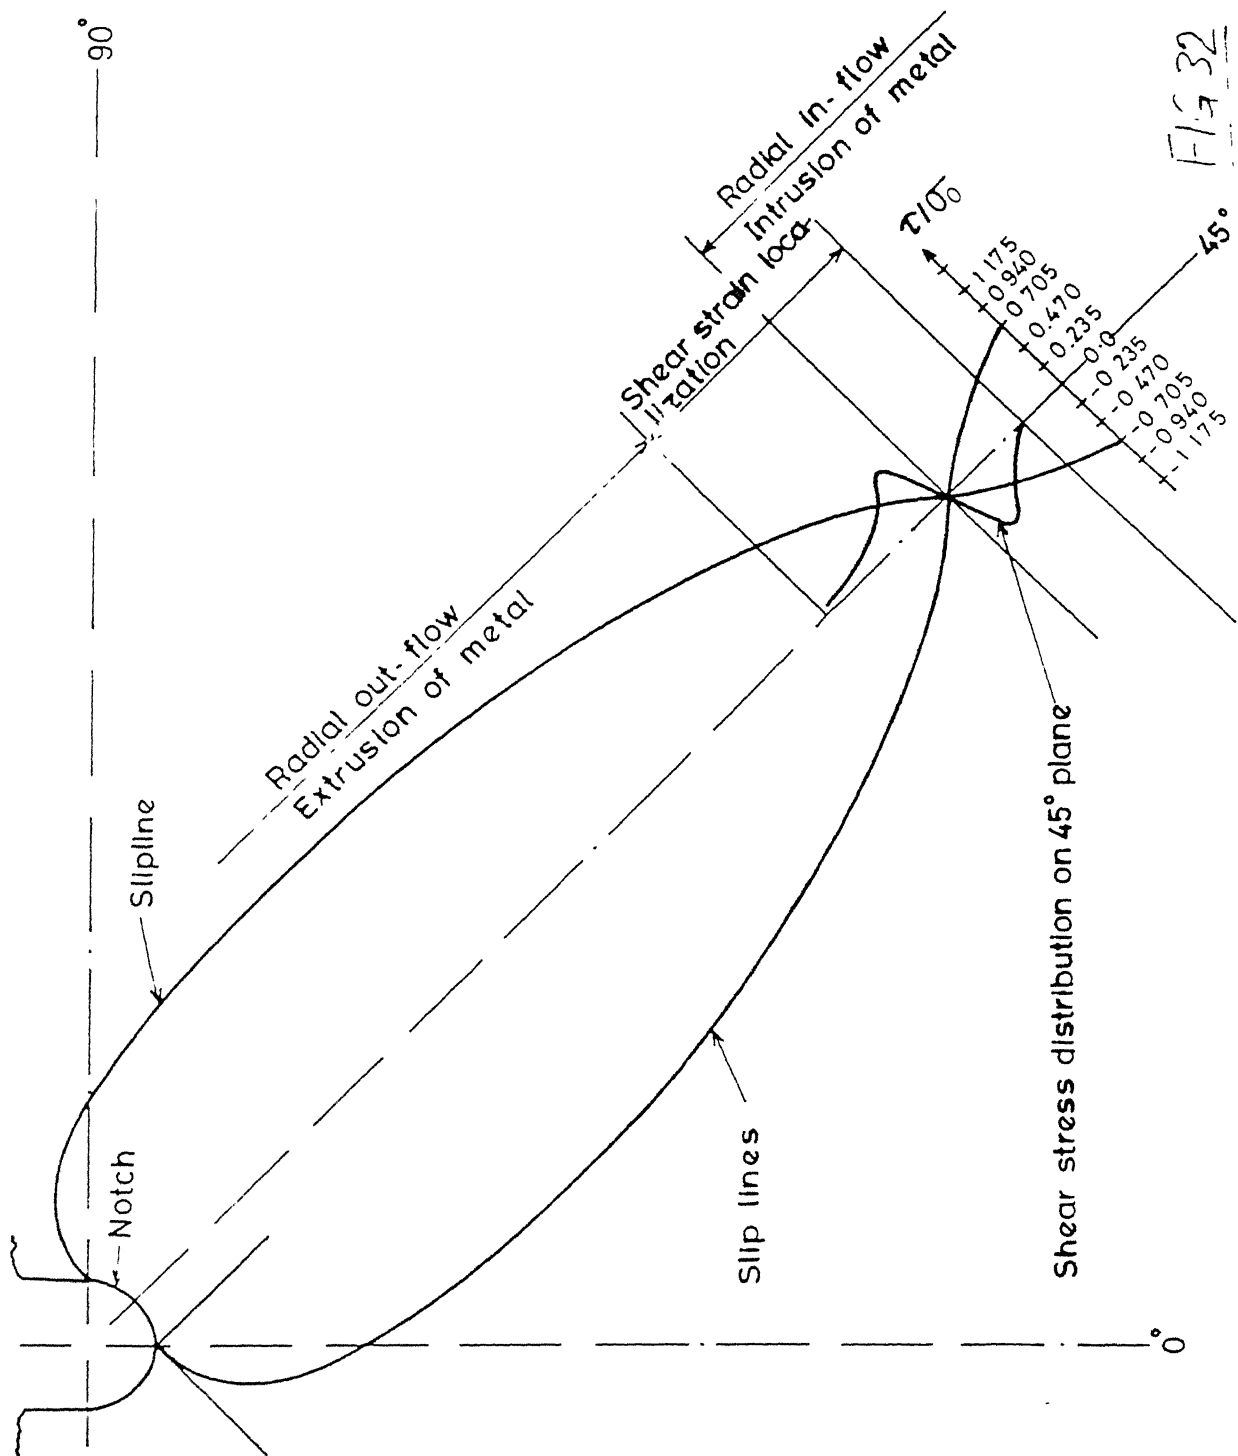 90°
Slipline
Notch
Radial out-flow
Extrusion of metal
Shear strain loca-
lization
Radial in-flow
Intrusion of metal
τ/σ₀
1 175
0 940
0 705
0.470
0.235
0·0
-0 235
-0 470
-0 705
-0 940
-1 175
45°
Slip lines
Shear stress distribution on 45° plane
0°
FIG 32